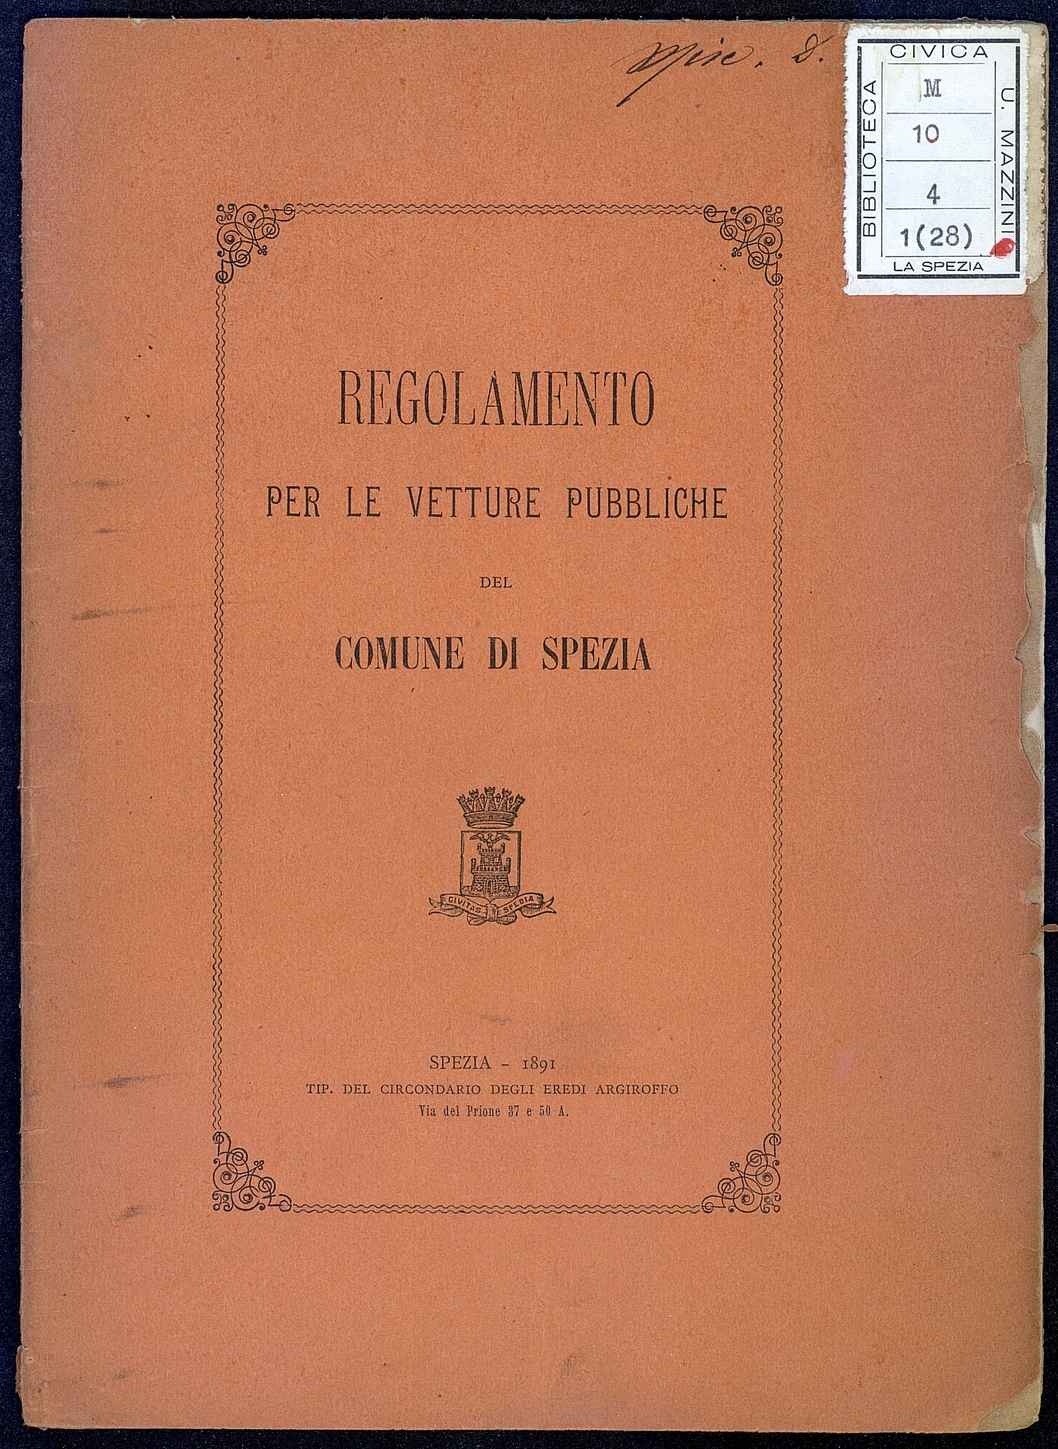 Misc. D.
BIBLIOTECA
CIVICA
U. MAZZINI
M
10
4
1(28)
LA SPEZIA
REGOLAMENTO
PER LE VETTURE PUBBLICHE
DEL
COMUNE DI SPEZIA
CIVITAS SPEDIA
SPEZIA - 1891
TIP. DEL CIRCONDARIO DEGLI EREDI ARGIROFFO
Via del Prione 37 e 50 A.